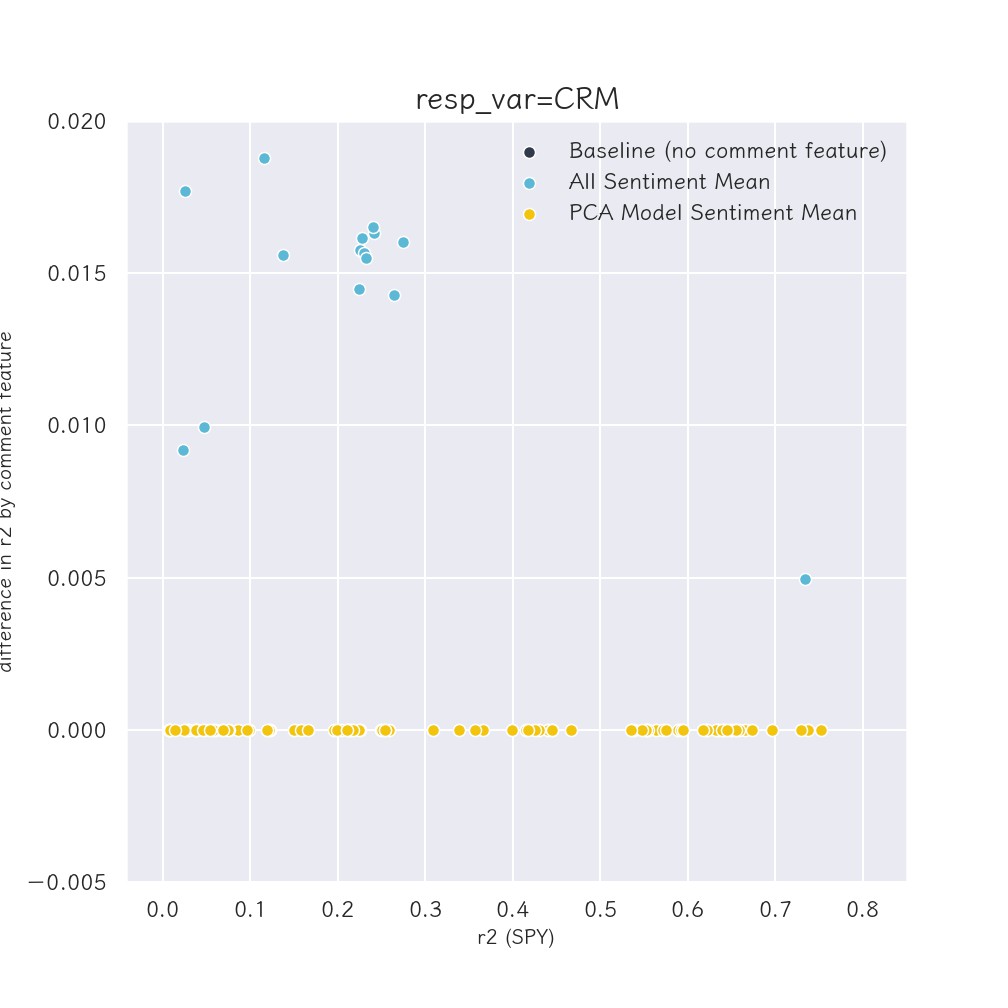 resp_var=CRM
0.020
0.015
0.010
0.005
0.000
−0.005
difference in r2 by comment feature
Baseline (no comment feature)
All Sentiment Mean
PCA Model Sentiment Mean
0.0 0.1 0.2 0.3 0.4 0.5 0.6 0.7 0.8
r2 (SPY)